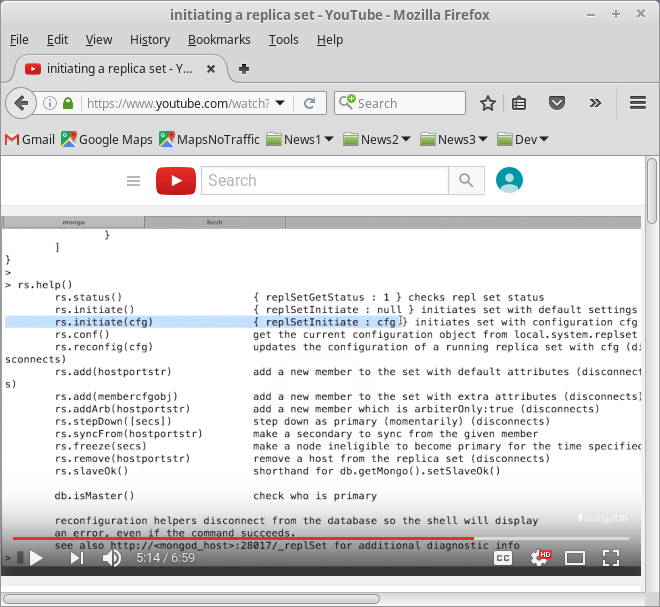 initiating a replica set - YouTube - Mozilla Firefox
File Edit View History Bookmarks Tools Help
initiating a replica set - Y...
https://www.youtube.com/watch? Search
Gmail Google Maps MapsNoTraffic News1 News2 News3 Dev
Search
mongo bash
}
]
}
>
> rs.help()
rs.status() { replSetGetStatus : 1 } checks repl set status
rs.initiate() { replSetInitiate : null } initiates set with default settings
rs.initiate(cfg) { replSetInitiate : cfg } initiates set with configuration cfg
rs.conf() get the current configuration object from local.system.replset
rs.reconfig(cfg) updates the configuration of a running replica set with cfg (di
sconnects)
rs.add(hostportstr) add a new member to the set with default attributes (disconnect
s)
rs.add(membercfgobj) add a new member to the set with extra attributes (disconnects)
rs.addArb(hostportstr) add a new member which is arbiterOnly:true (disconnects)
rs.stepDown([secs]) step down as primary (momentarily) (disconnects)
rs.syncFrom(hostportstr) make a secondary to sync from the given member
rs.freeze(secs) make a node ineligible to become primary for the time specified
rs.remove(hostportstr) remove a host from the replica set (disconnects)
rs.slaveOk() shorthand for db.getMongo().setSlaveOk()
db.isMaster() check who is primary
reconfiguration helpers disconnect from the database so the shell will display
an error, even if the command succeeds.
see also http://<mongod_host>:28017/_replSet for additional diagnostic info
mongoDB
>
5:14 / 6:59 CC HD